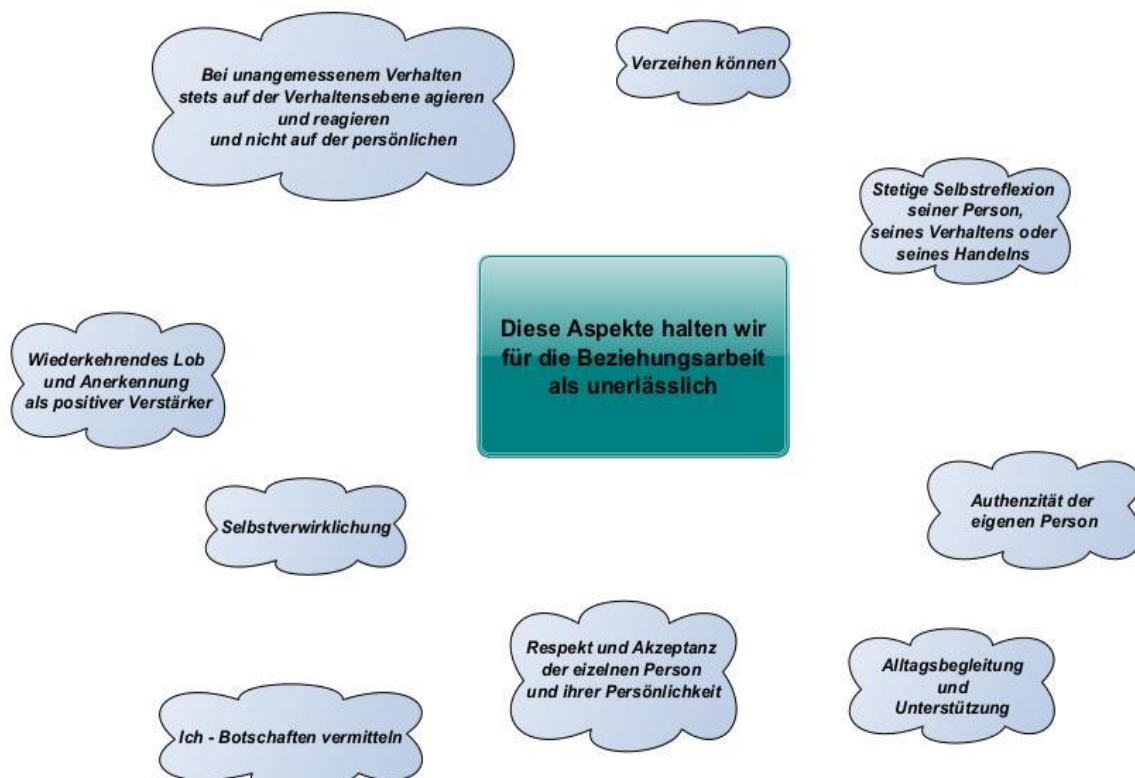 Bei unangemessenem Verhalten
stets auf der Verhaltensebene agieren
und reagieren
und nicht auf der persönlichen
Verzeihen können
Stetige Selbstreflexion
seiner Person,
seines Verhaltens oder
seines Handelns
Diese Aspekte halten wir
für die Beziehungsarbeit
als unerlässlich
Wiederkehrendes Lob
und Anerkennung
als positiver Verstärker
Selbstverwirklichung
Authenzität der
eigenen Person
Respekt und Akzeptanz
der eizelnen Person
und ihrer Persönlichkeit
Alltagsbegleitung
und
Unterstützung
Ich - Botschaften vermitteln